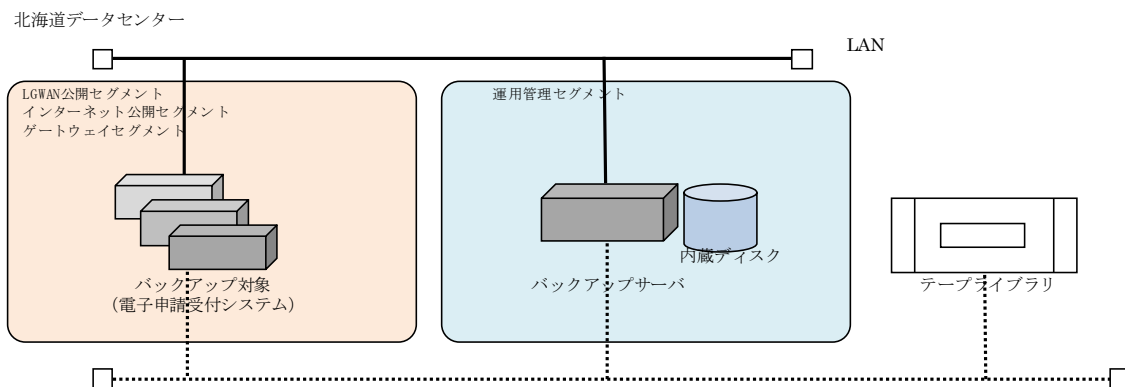 北海道データセンター
LAN
LGWAN公開セグメント
インターネット公開セグメント
ゲートウェイセグメント
運用管理セグメント
内蔵ディスク
バックアップ対象
（電子申請受付システム）
バックアップサーバ
テープライブラリ